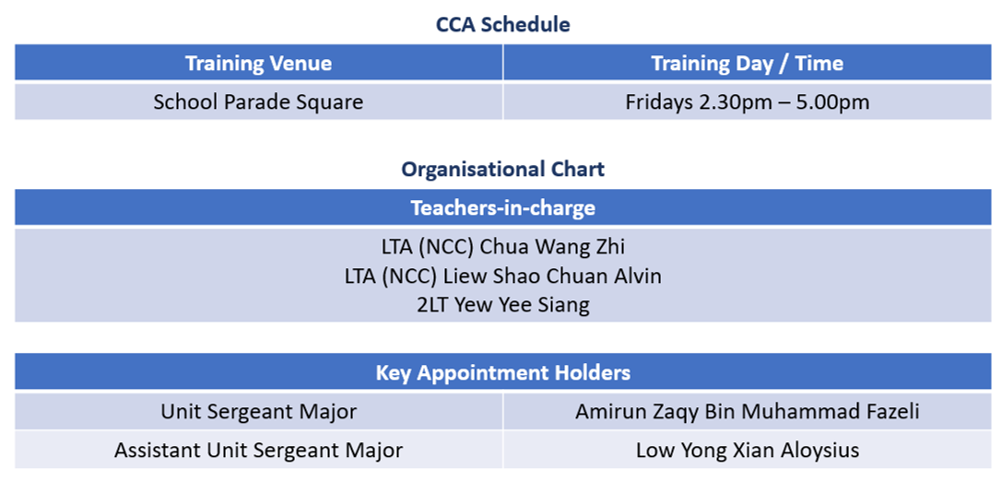 CCA Schedule
Training Venue Training Day / Time
School Parade Square Fridays 2.30pm – 5.00pm
Organisational Chart
Teachers-in-charge
LTA (NCC) Chua Wang Zhi
LTA (NCC) Liew Shao Chuan Alvin
2LT Yew Yee Siang
Key Appointment Holders
Unit Sergeant Major Amirun Zaqy Bin Muhammad Fazeli
Assistant Unit Sergeant Major Low Yong Xian Aloysius